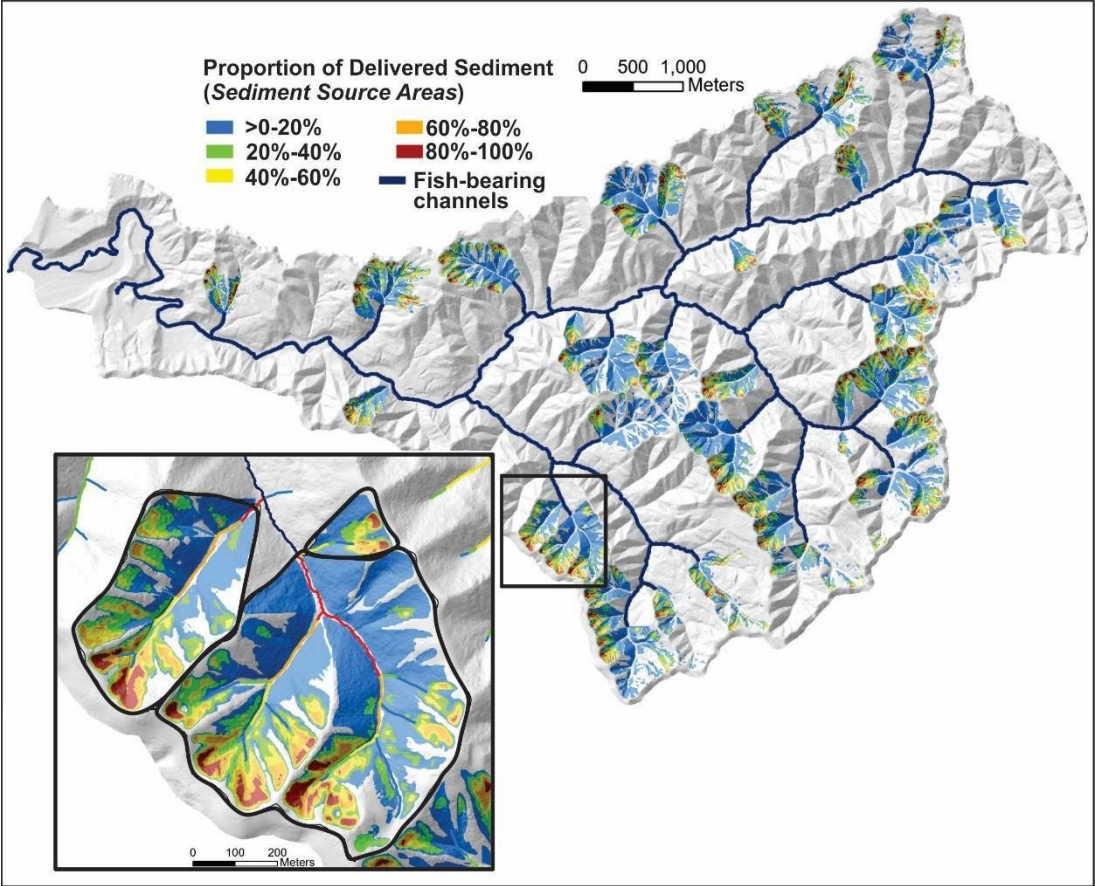 Proportion of Delivered Sediment
(Sediment Source Areas)
>0-20%
20%-40%
40%-60%
60%-80%
80%-100%
Fish-bearing
channels
0 500 1,000
Meters
0 100 200
Meters